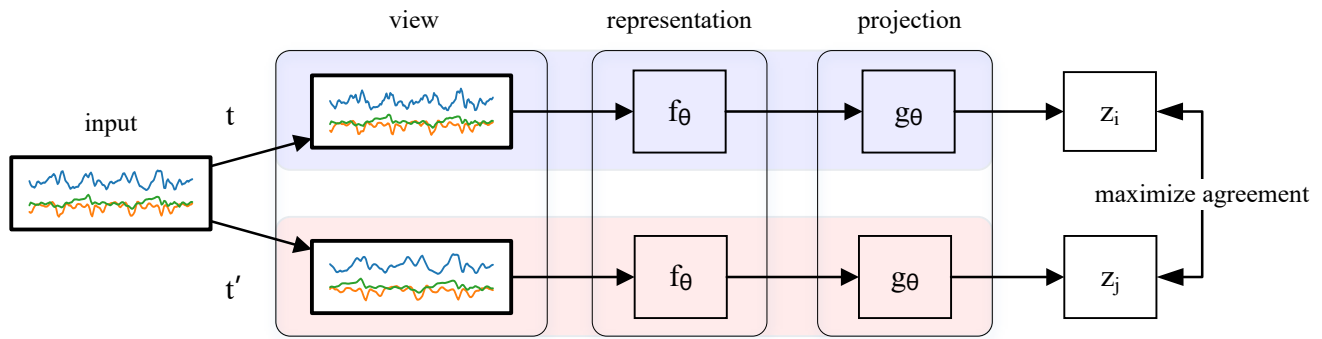 view
representation
projection
input
t
fθ
gθ
zᵢ
maximize agreement
t′
fθ
gθ
zⱼ